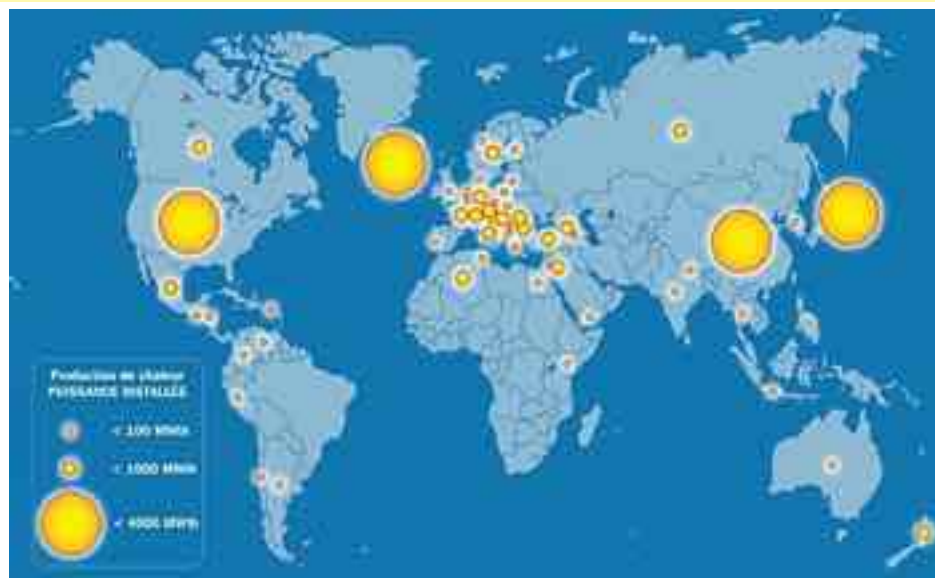 Production de chaleur
PUISSANCE INSTALLÉE
< 100 MWth
< 1000 MWth
< 4000 MWth